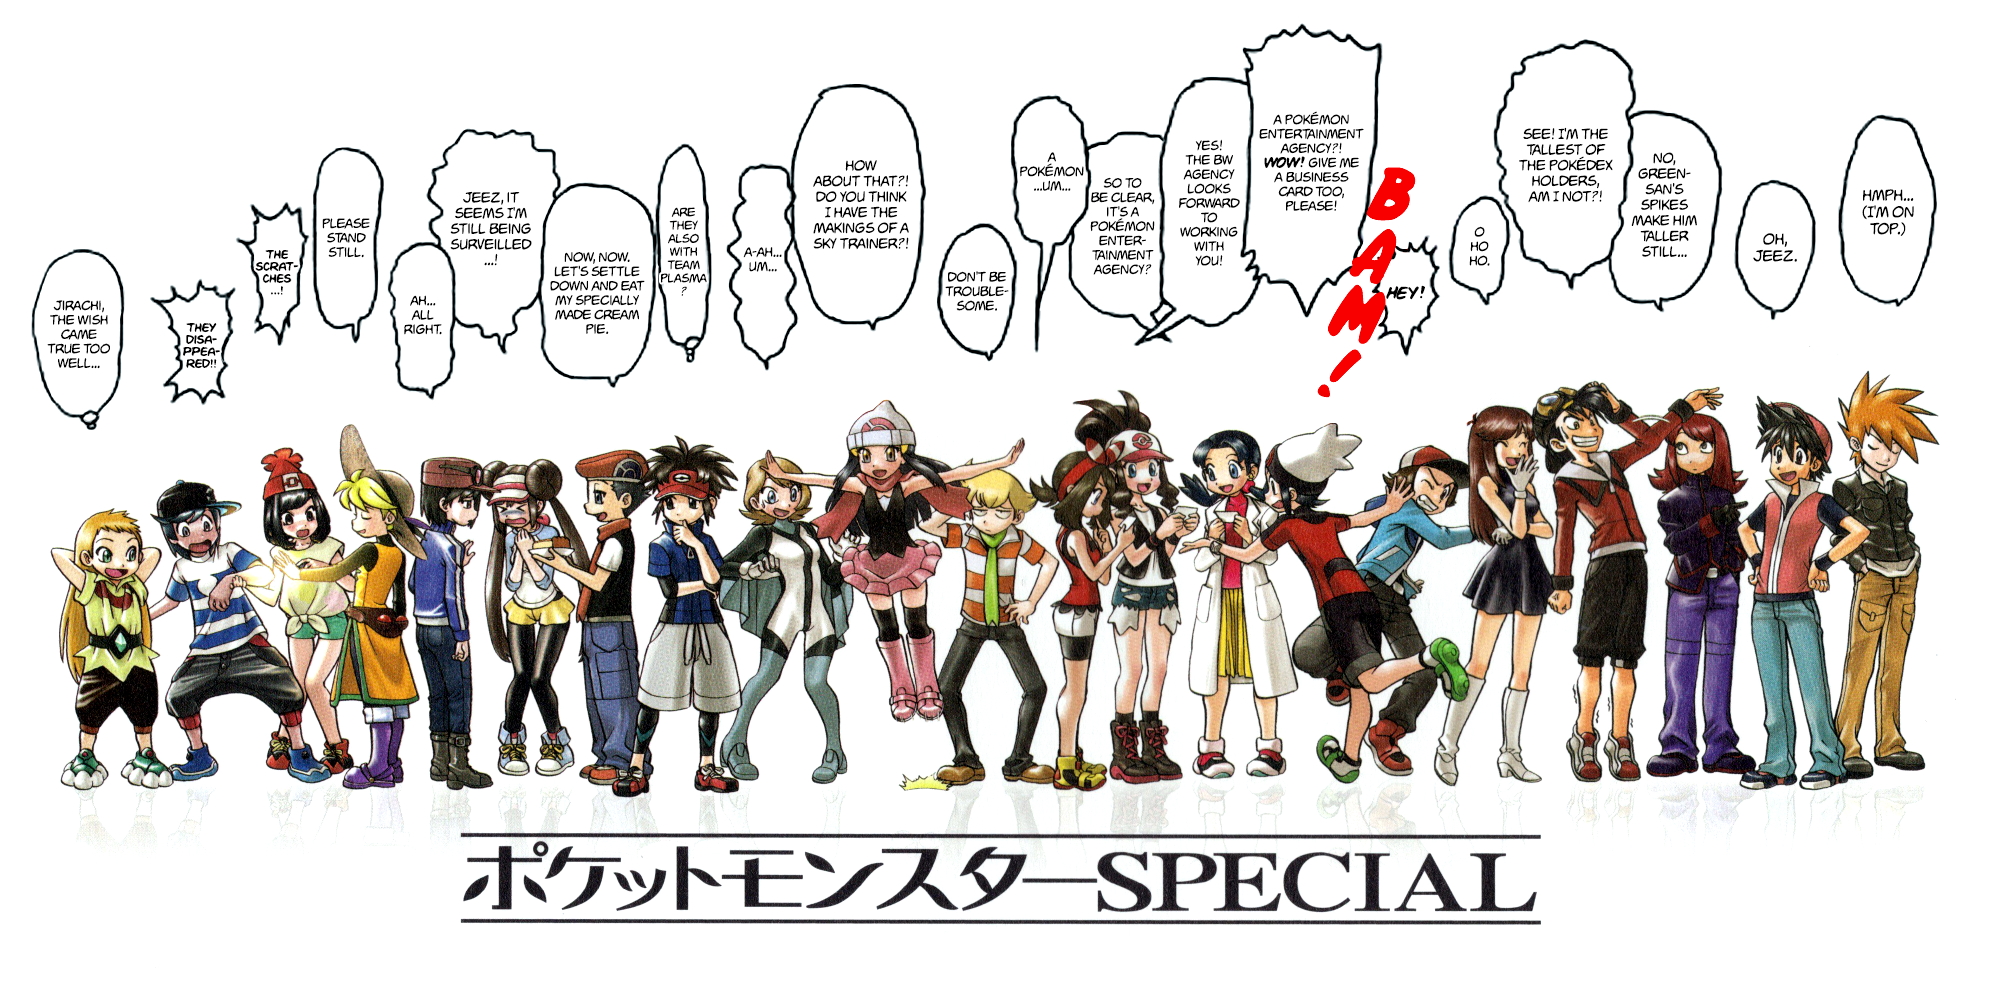 JIRACHI,
THE WISH
CAME
TRUE TOO
WELL...
THEY
DISA-
PPEA-
RED!!
THE
SCRAT-
CHES
...!
PLEASE
STAND
STILL.
AH...
ALL
RIGHT.
JEEZ, IT
SEEMS I'M
STILL BEING
SURVEILLED
...!
NOW, NOW.
LET'S SETTLE
DOWN AND EAT
MY SPECIALLY
MADE CREAM
PIE.
ARE
THEY
ALSO
WITH
TEAM
PLASMA
?
A-AH...
UM...
HOW
ABOUT THAT?!
DO YOU THINK
I HAVE THE
MAKINGS OF A
SKY TRAINER?!
DON'T BE
TROUBLE-
SOME.
A
POKÉMON
...UM...
SO TO
BE CLEAR,
IT'S A
POKÉMON
ENTER-
TAINMENT
AGENCY?
YES!
THE BW
AGENCY
LOOKS
FORWARD
TO
WORKING
WITH
YOU!
A POKÉMON
ENTERTAINMENT
AGENCY?!
WOW! GIVE ME
A BUSINESS
CARD TOO,
PLEASE!
BAM!
HEY!
O
HO
HO.
SEE! I'M THE
TALLEST OF
THE POKÉDEX
HOLDERS,
AM I NOT?!
NO,
GREEN-
SAN'S
SPIKES
MAKE HIM
TALLER
STILL...
OH,
JEEZ.
HMPH...
(I'M ON
TOP.)
ポケットモンスターSPECIAL